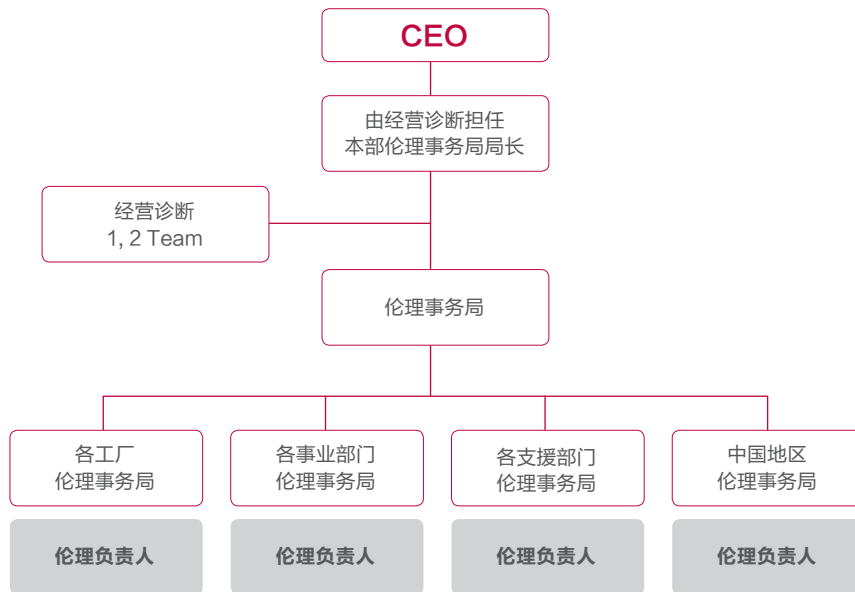 CEO
由经营诊断担任
本部伦理事务局局长
经营诊断
1, 2 Team
伦理事务局
各工厂
伦理事务局
各事业部门
伦理事务局
各支援部门
伦理事务局
中国地区
伦理事务局
伦理负责人
伦理负责人
伦理负责人
伦理负责人